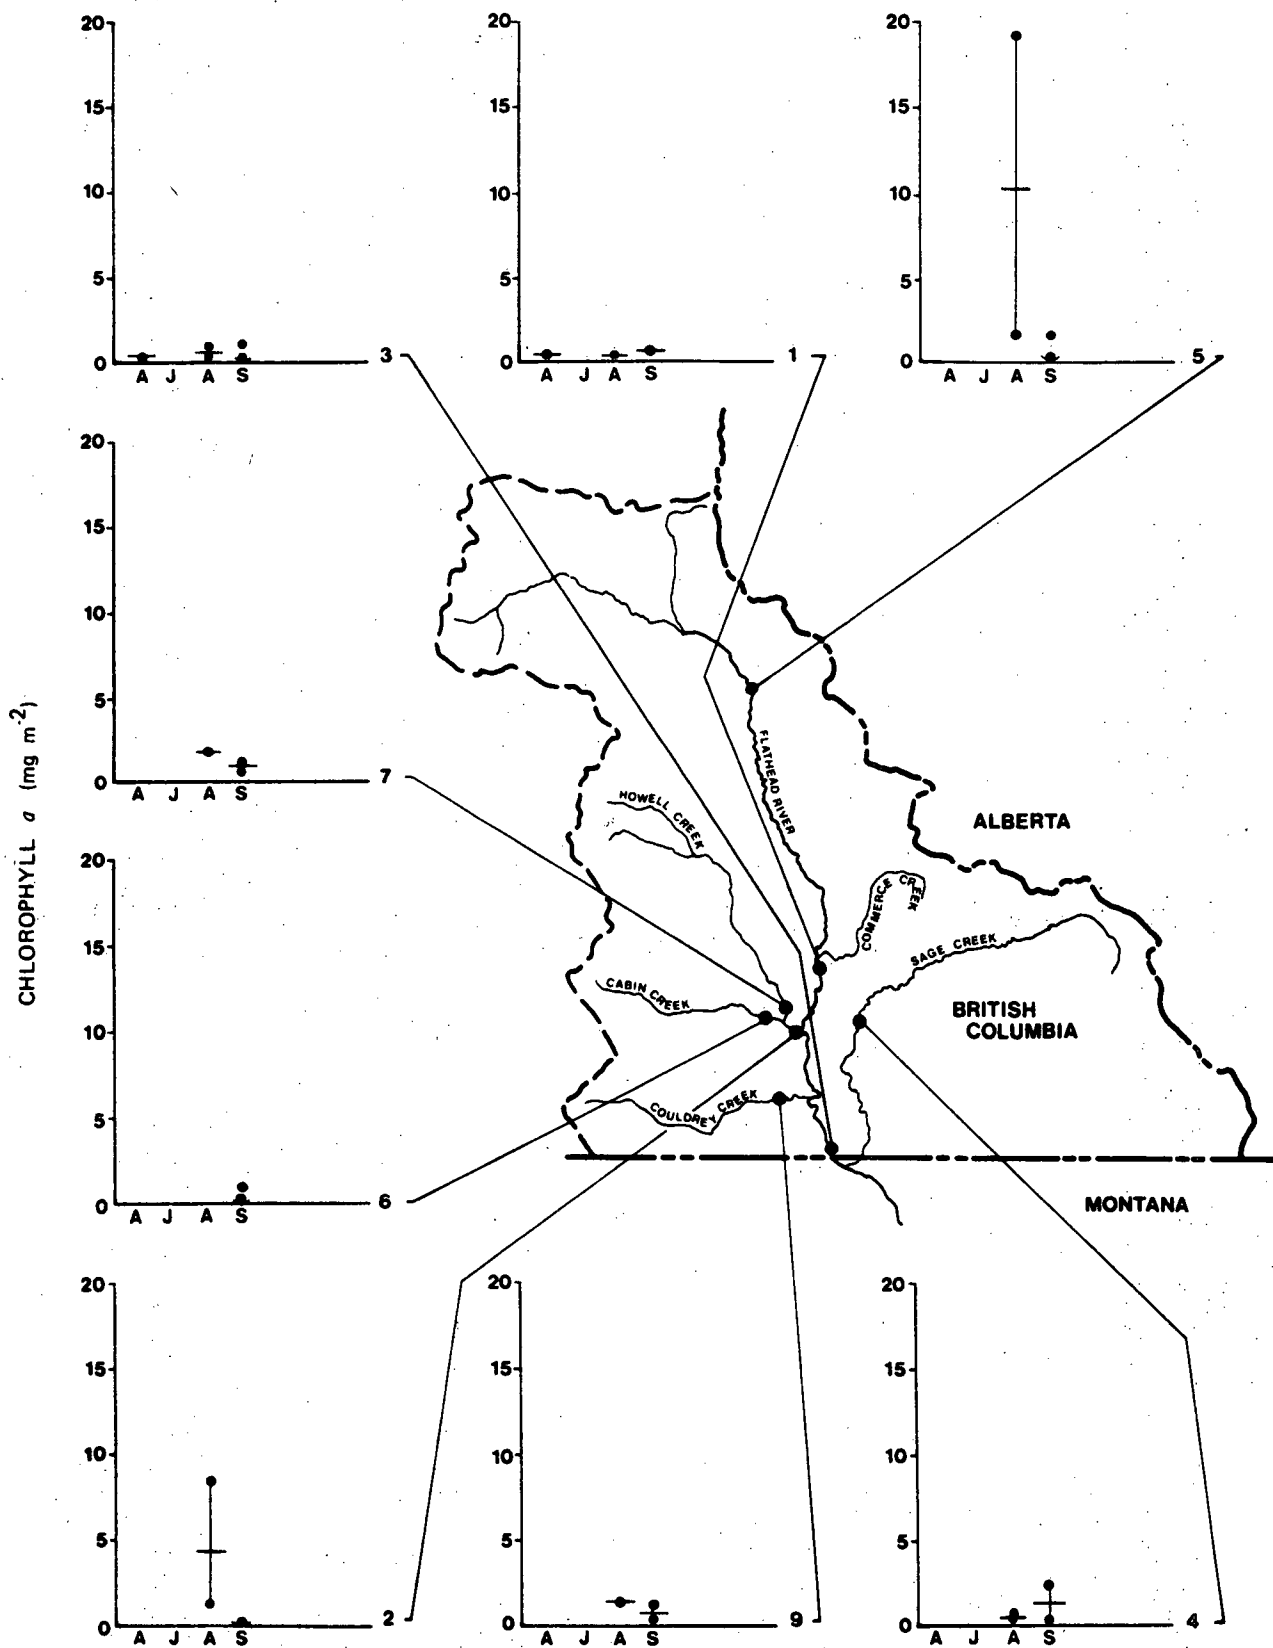 20
15
10
5
0
A J A S
3
20
15
10
5
0
A J A S
1
20
15
10
5
0
A J A S
5
20
15
10
5
0
A J A S
7
CHLOROPHYLL a (mg m-2)
20
15
10
5
0
A J A S
6
FLATHEAD RIVER
HOWELL CREEK
ALBERTA
COMMERCE CREEK
SAGE CREEK
CABIN CREEK
BRITISH
COLUMBIA
COULDREY CREEK
MONTANA
20
15
10
5
0
A J A S
2
20
15
10
5
0
A J A S
9
20
15
10
5
0
A J A S
4